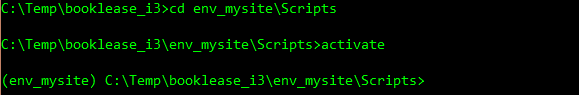 C:\Temp\booklease_i3>cd env_mysite\Scripts
C:\Temp\booklease_i3\env_mysite\Scripts>activate
(env_mysite) C:\Temp\booklease_i3\env_mysite\Scripts>